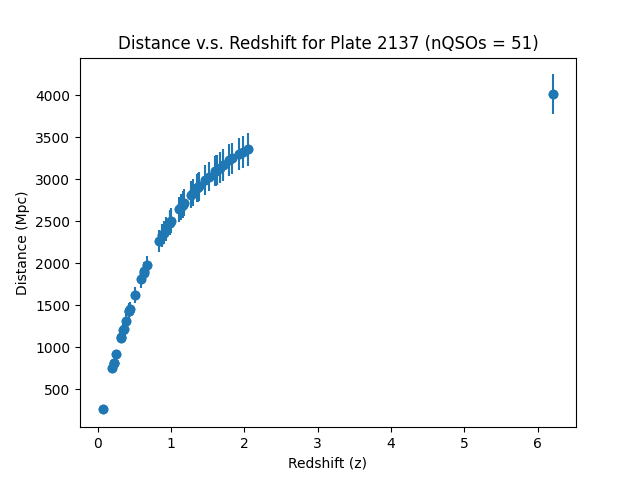 Distance v.s. Redshift for Plate 2137 (nQSOs = 51)
4000
3500
3000
2500
2000
1500
1000
500
Distance (Mpc)
0 1 2 3 4 5 6
Redshift (z)